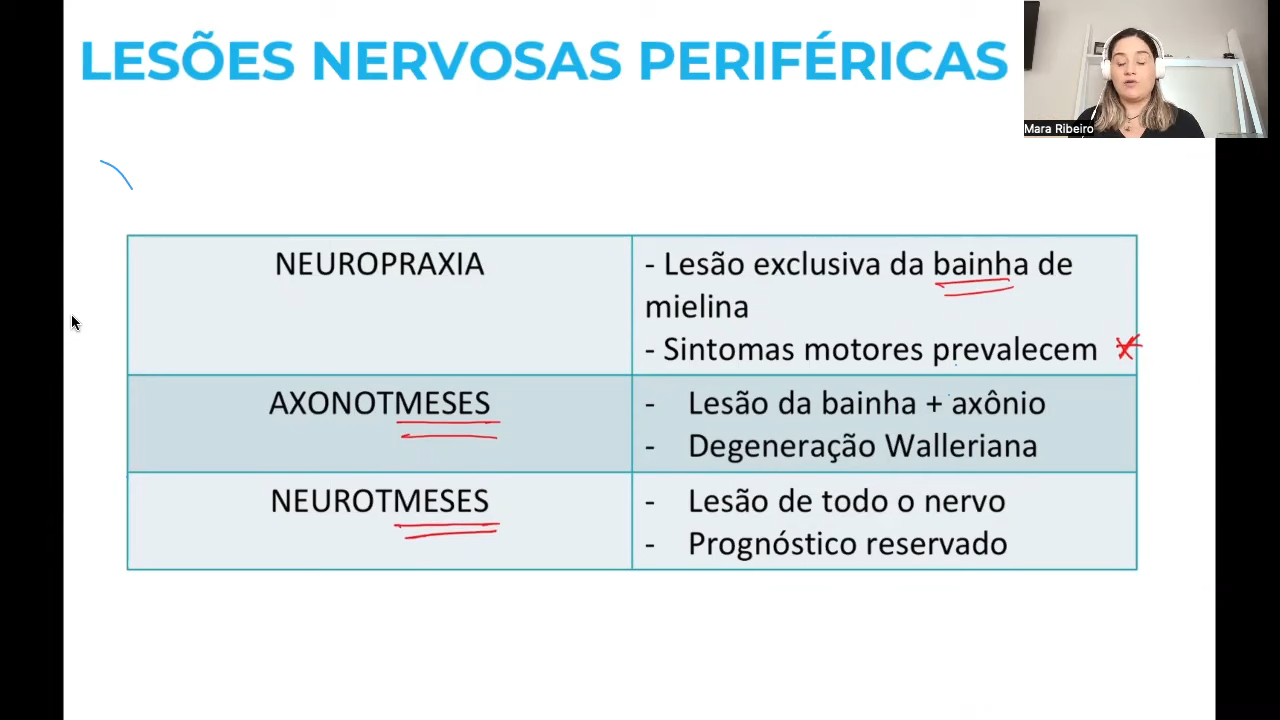 LESÕES NERVOSAS PERIFÉRICAS
Mara Ribeiro
NEUROPRAXIA
- Lesão exclusiva da bainha de
mielina
- Sintomas motores prevalecem
AXONOTMESES
- Lesão da bainha + axônio
- Degeneração Walleriana
NEUROTMESES
- Lesão de todo o nervo
- Prognóstico reservado